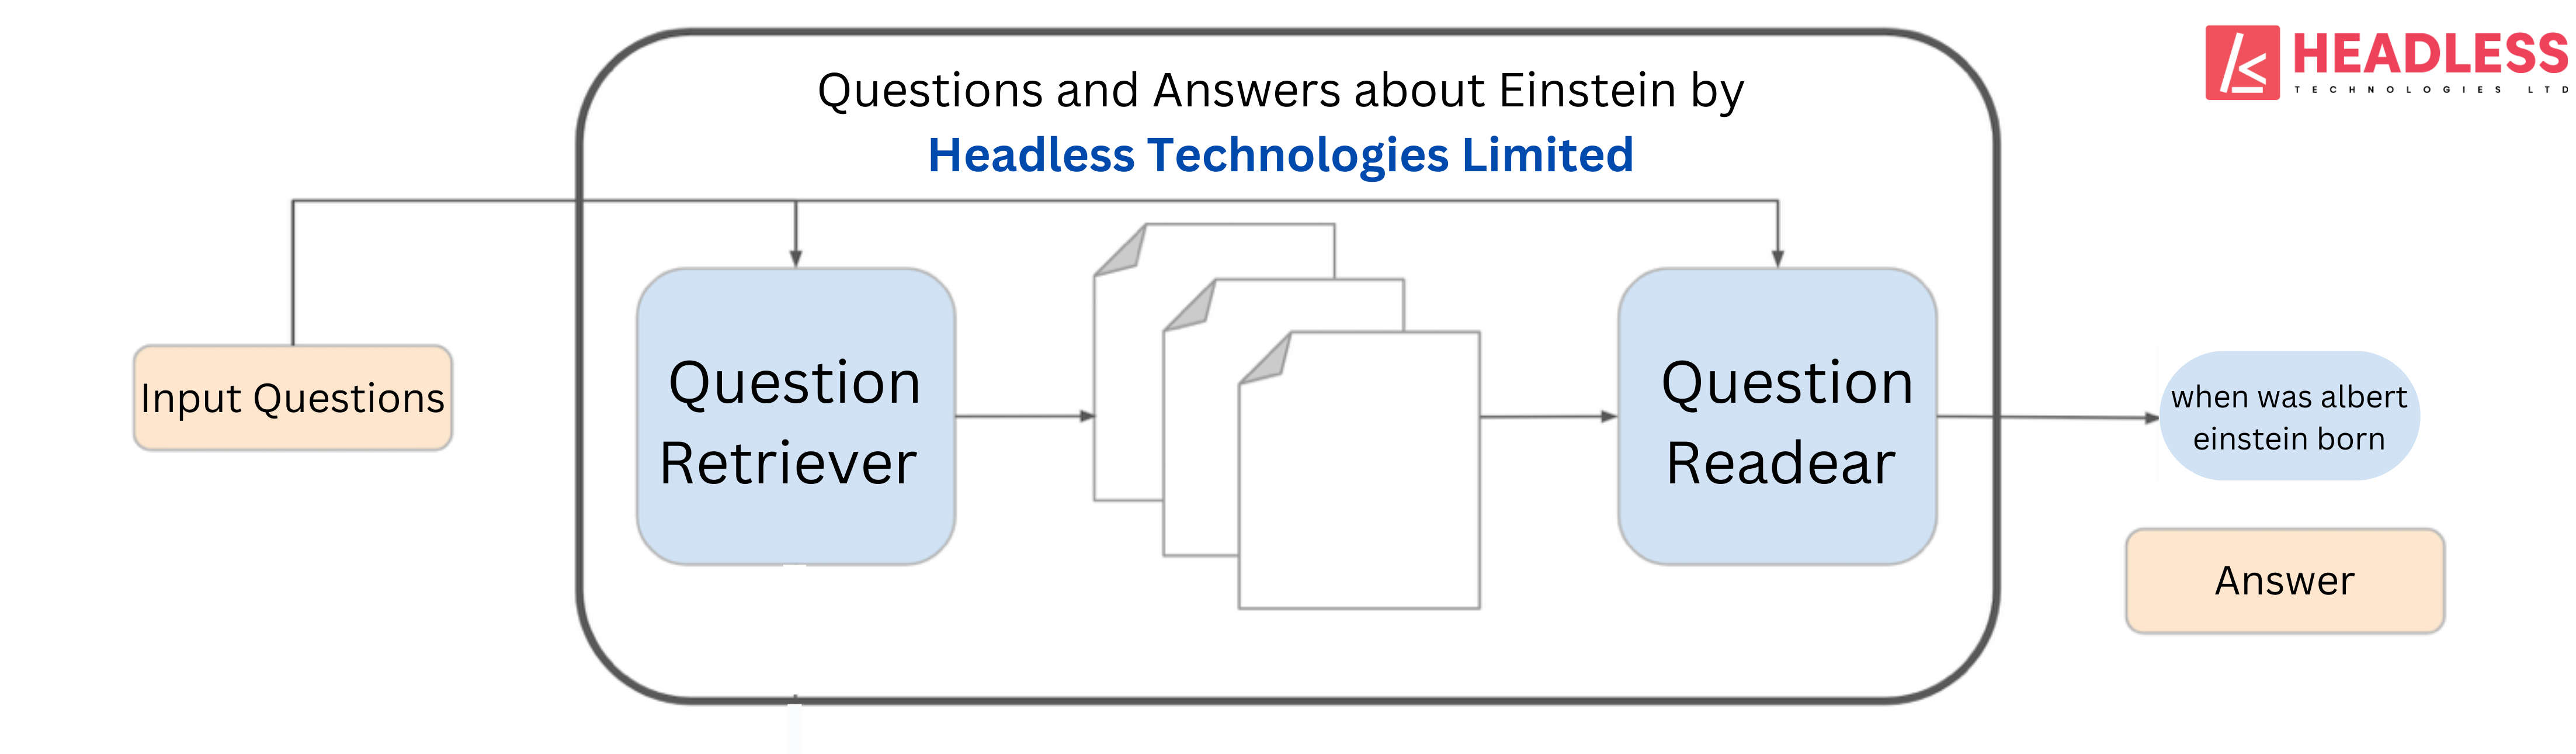 HEADLESS
TECHNOLOGIES LTD
Questions and Answers about Einstein by
Headless Technologies Limited
Input Questions
Question
Retriever
Question
Readear
when was albert
einstein born
Answer